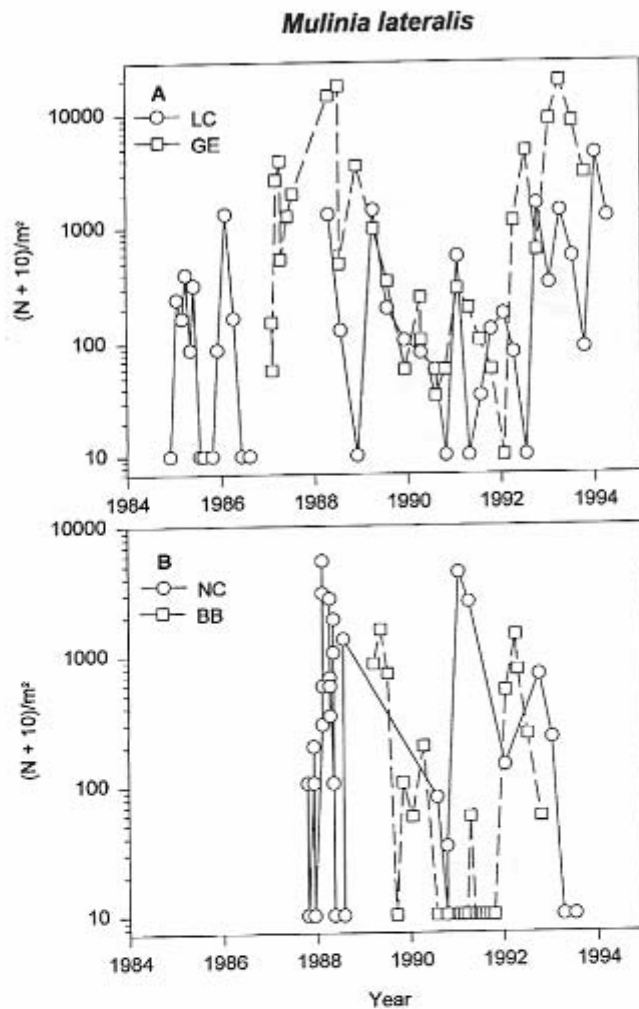 Mulinia lateralis
A
LC
GE
10000
1000
100
10
(N + 10)/m²
1984 1986 1988 1990 1992 1994
B
NC
BB
10000
1000
100
10
(N + 10)/m²
1984 1986 1988 1990 1992 1994
Year